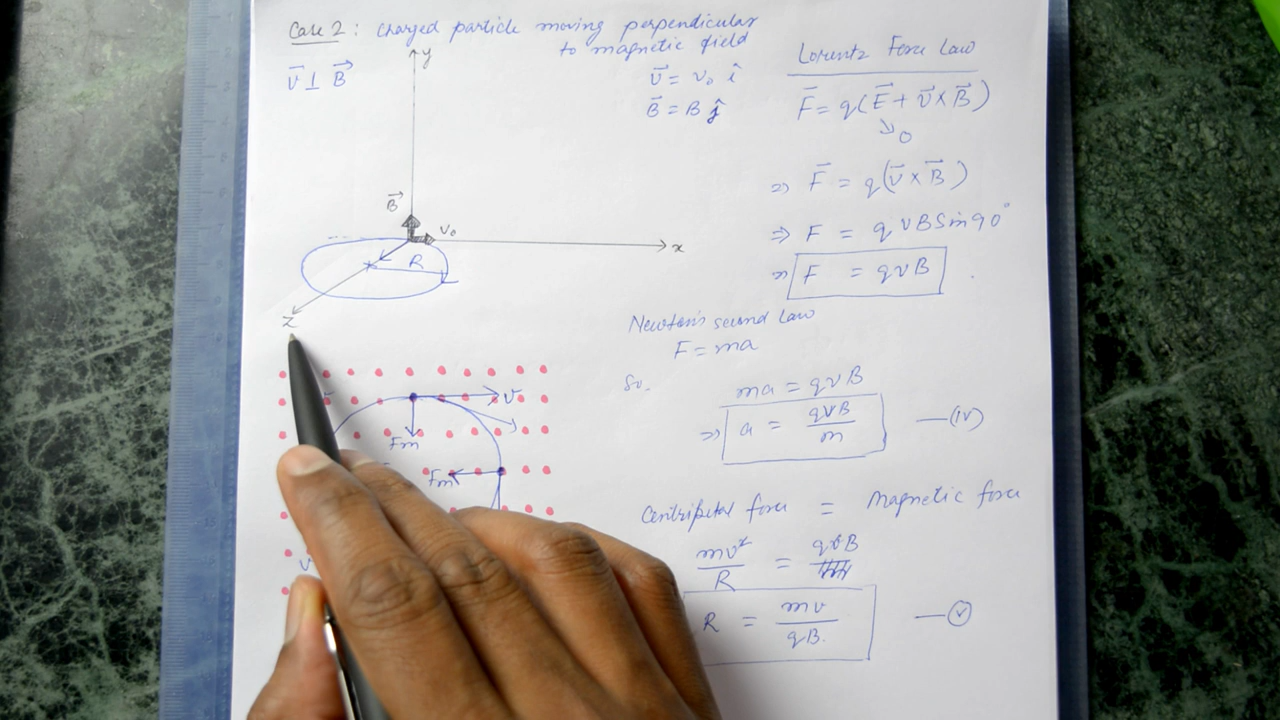 Case 2 : Charged particle moving perpendicular
to magnetic field
v⃗ ⊥ B⃗
y
v⃗ = v₀ î
B⃗ = B ĵ
B⃗
v₀
x
R
z
v
Fm
Fm
v
Lorentz Force Law
F⃗ = q(E⃗ + v⃗ × B⃗)
↘0
⇒ F⃗ = q(v⃗ × B⃗)
⇒ F = qvB Sin 90°
⇒ F = qvB
Newton's second Law
F = ma
So,
ma = qvB
⇒ a = qvB/m —(iv)
Centripetal force = Magnetic force
mv²/R = qvB
R = mv/qB. —(v)